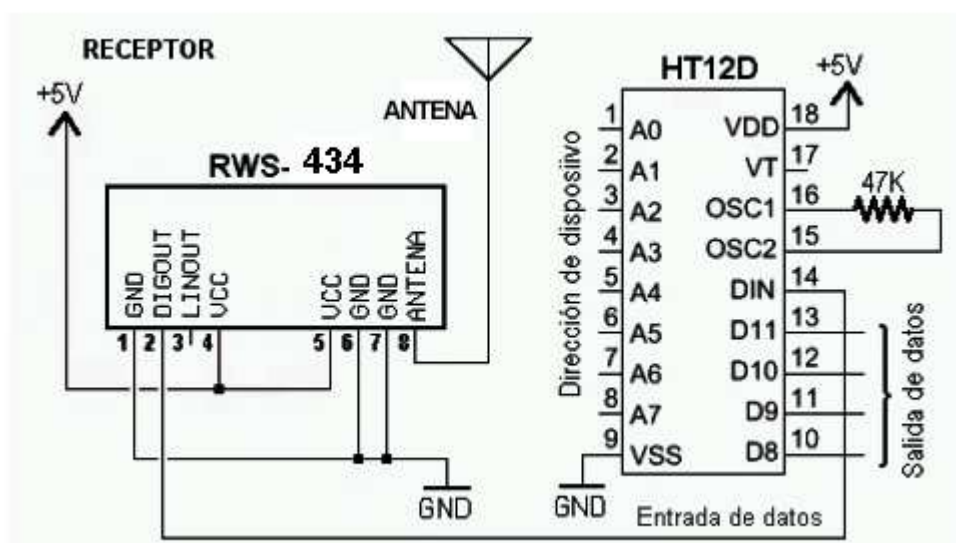 RECEPTOR
+5V
ANTENA
RWS- 434
GND
DIGOUT
LINOUT
VCC
VCC
GND
GND
ANTENA
1 2 3 4 5 6 7 8
GND
HT12D
+5V
Dirección de dispositivo
1 A0 VDD 18
2 A1 VT 17
3 A2 OSC1 16
47K
4 A3 OSC2 15
5 A4 DIN 14
6 A5 D11 13
7 A6 D10 12
8 A7 D9 11
9 VSS D8 10
Salida de datos
GND
Entrada de datos